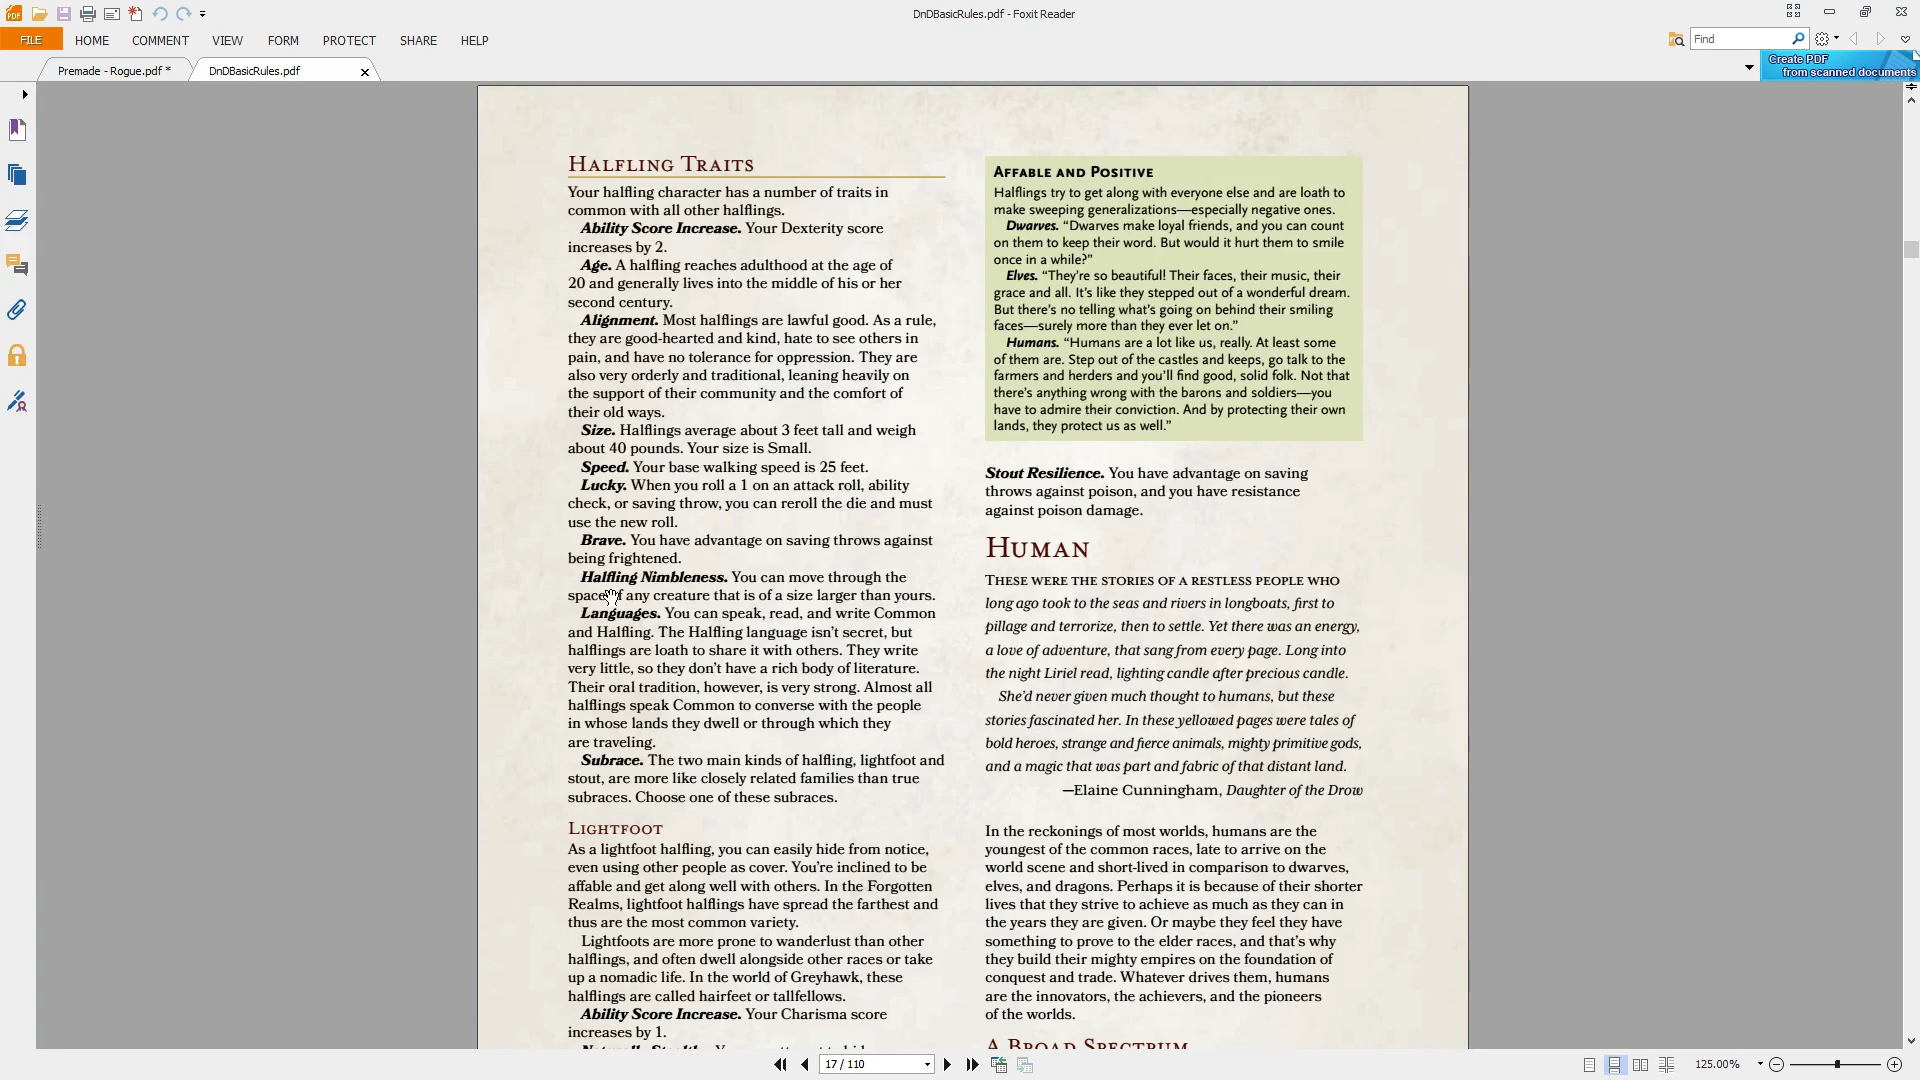 DnDBasicRules.pdf - Foxit Reader
FILE HOME COMMENT VIEW FORM PROTECT SHARE HELP
Find
Premade - Rogue.pdf *
DnDBasicRules.pdf
Create PDF
from scanned documents
Halfling Traits
Your halfling character has a number of traits in
common with all other halflings.
Ability Score Increase. Your Dexterity score
increases by 2.
Age. A halfling reaches adulthood at the age of
20 and generally lives into the middle of his or her
second century.
Alignment. Most halflings are lawful good. As a rule,
they are good-hearted and kind, hate to see others in
pain, and have no tolerance for oppression. They are
also very orderly and traditional, leaning heavily on
the support of their community and the comfort of
their old ways.
Size. Halflings average about 3 feet tall and weigh
about 40 pounds. Your size is Small.
Speed. Your base walking speed is 25 feet.
Lucky. When you roll a 1 on an attack roll, ability
check, or saving throw, you can reroll the die and must
use the new roll.
Brave. You have advantage on saving throws against
being frightened.
Halfling Nimbleness. You can move through the
space of any creature that is of a size larger than yours.
Languages. You can speak, read, and write Common
and Halfling. The Halfling language isn't secret, but
halflings are loath to share it with others. They write
very little, so they don't have a rich body of literature.
Their oral tradition, however, is very strong. Almost all
halflings speak Common to converse with the people
in whose lands they dwell or through which they
are traveling.
Subrace. The two main kinds of halfling, lightfoot and
stout, are more like closely related families than true
subraces. Choose one of these subraces.
Lightfoot
As a lightfoot halfling, you can easily hide from notice,
even using other people as cover. You're inclined to be
affable and get along well with others. In the Forgotten
Realms, lightfoot halflings have spread the farthest and
thus are the most common variety.
Lightfoots are more prone to wanderlust than other
halflings, and often dwell alongside other races or take
up a nomadic life. In the world of Greyhawk, these
halflings are called hairfeet or tallfellows.
Ability Score Increase. Your Charisma score
increases by 1.
Affable and Positive
Halflings try to get along with everyone else and are loath to
make sweeping generalizations—especially negative ones.
Dwarves. "Dwarves make loyal friends, and you can count
on them to keep their word. But would it hurt them to smile
once in a while?"
Elves. "They're so beautiful! Their faces, their music, their
grace and all. It's like they stepped out of a wonderful dream.
But there's no telling what's going on behind their smiling
faces—surely more than they ever let on."
Humans. "Humans are a lot like us, really. At least some
of them are. Step out of the castles and keeps, go talk to the
farmers and herders and you'll find good, solid folk. Not that
there's anything wrong with the barons and soldiers—you
have to admire their conviction. And by protecting their own
lands, they protect us as well."
Stout Resilience. You have advantage on saving
throws against poison, and you have resistance
against poison damage.
Human
These were the stories of a restless people who
long ago took to the seas and rivers in longboats, first to
pillage and terrorize, then to settle. Yet there was an energy,
a love of adventure, that sang from every page. Long into
the night Liriel read, lighting candle after precious candle.
She'd never given much thought to humans, but these
stories fascinated her. In these yellowed pages were tales of
bold heroes, strange and fierce animals, mighty primitive gods,
and a magic that was part and fabric of that distant land.
—Elaine Cunningham, Daughter of the Drow
In the reckonings of most worlds, humans are the
youngest of the common races, late to arrive on the
world scene and short-lived in comparison to dwarves,
elves, and dragons. Perhaps it is because of their shorter
lives that they strive to achieve as much as they can in
the years they are given. Or maybe they feel they have
something to prove to the elder races, and that's why
they build their mighty empires on the foundation of
conquest and trade. Whatever drives them, humans
are the innovators, the achievers, and the pioneers
of the worlds.
A Broad Spectrum
17 / 110
125.00%